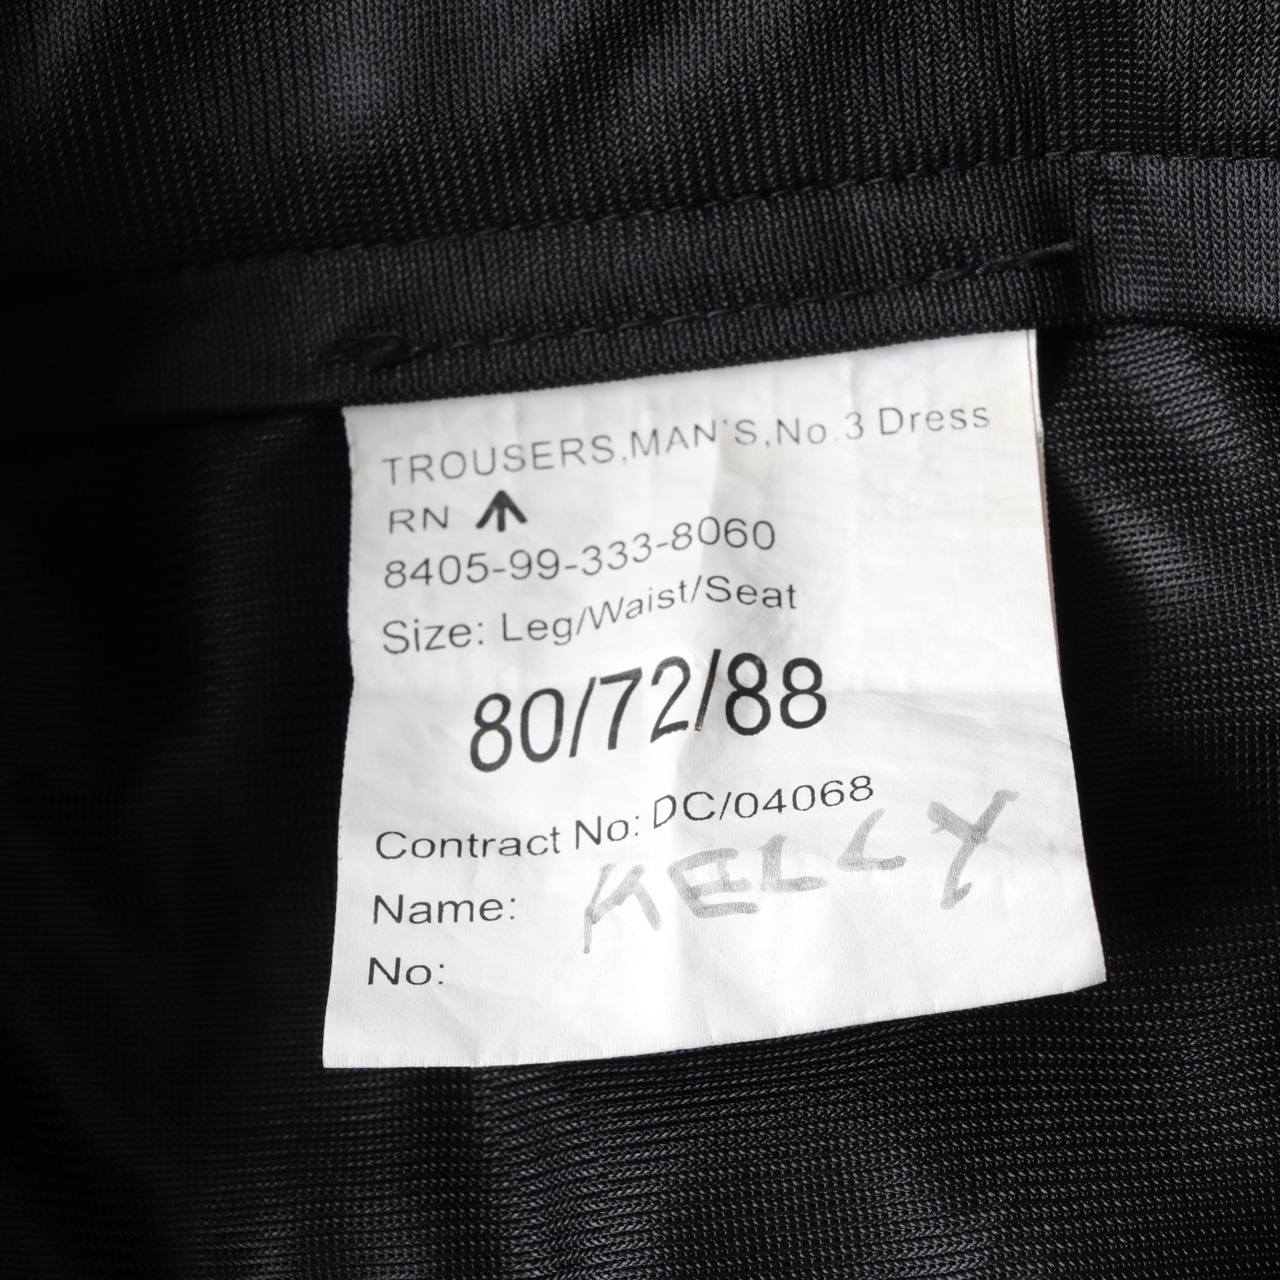 TROUSERS,MAN'S,No.3 Dress
RN
8405-99-333-8060
Size: Leg/Waist/Seat
80/72/88
Contract No: DC/04068
Name: KELLY
No: